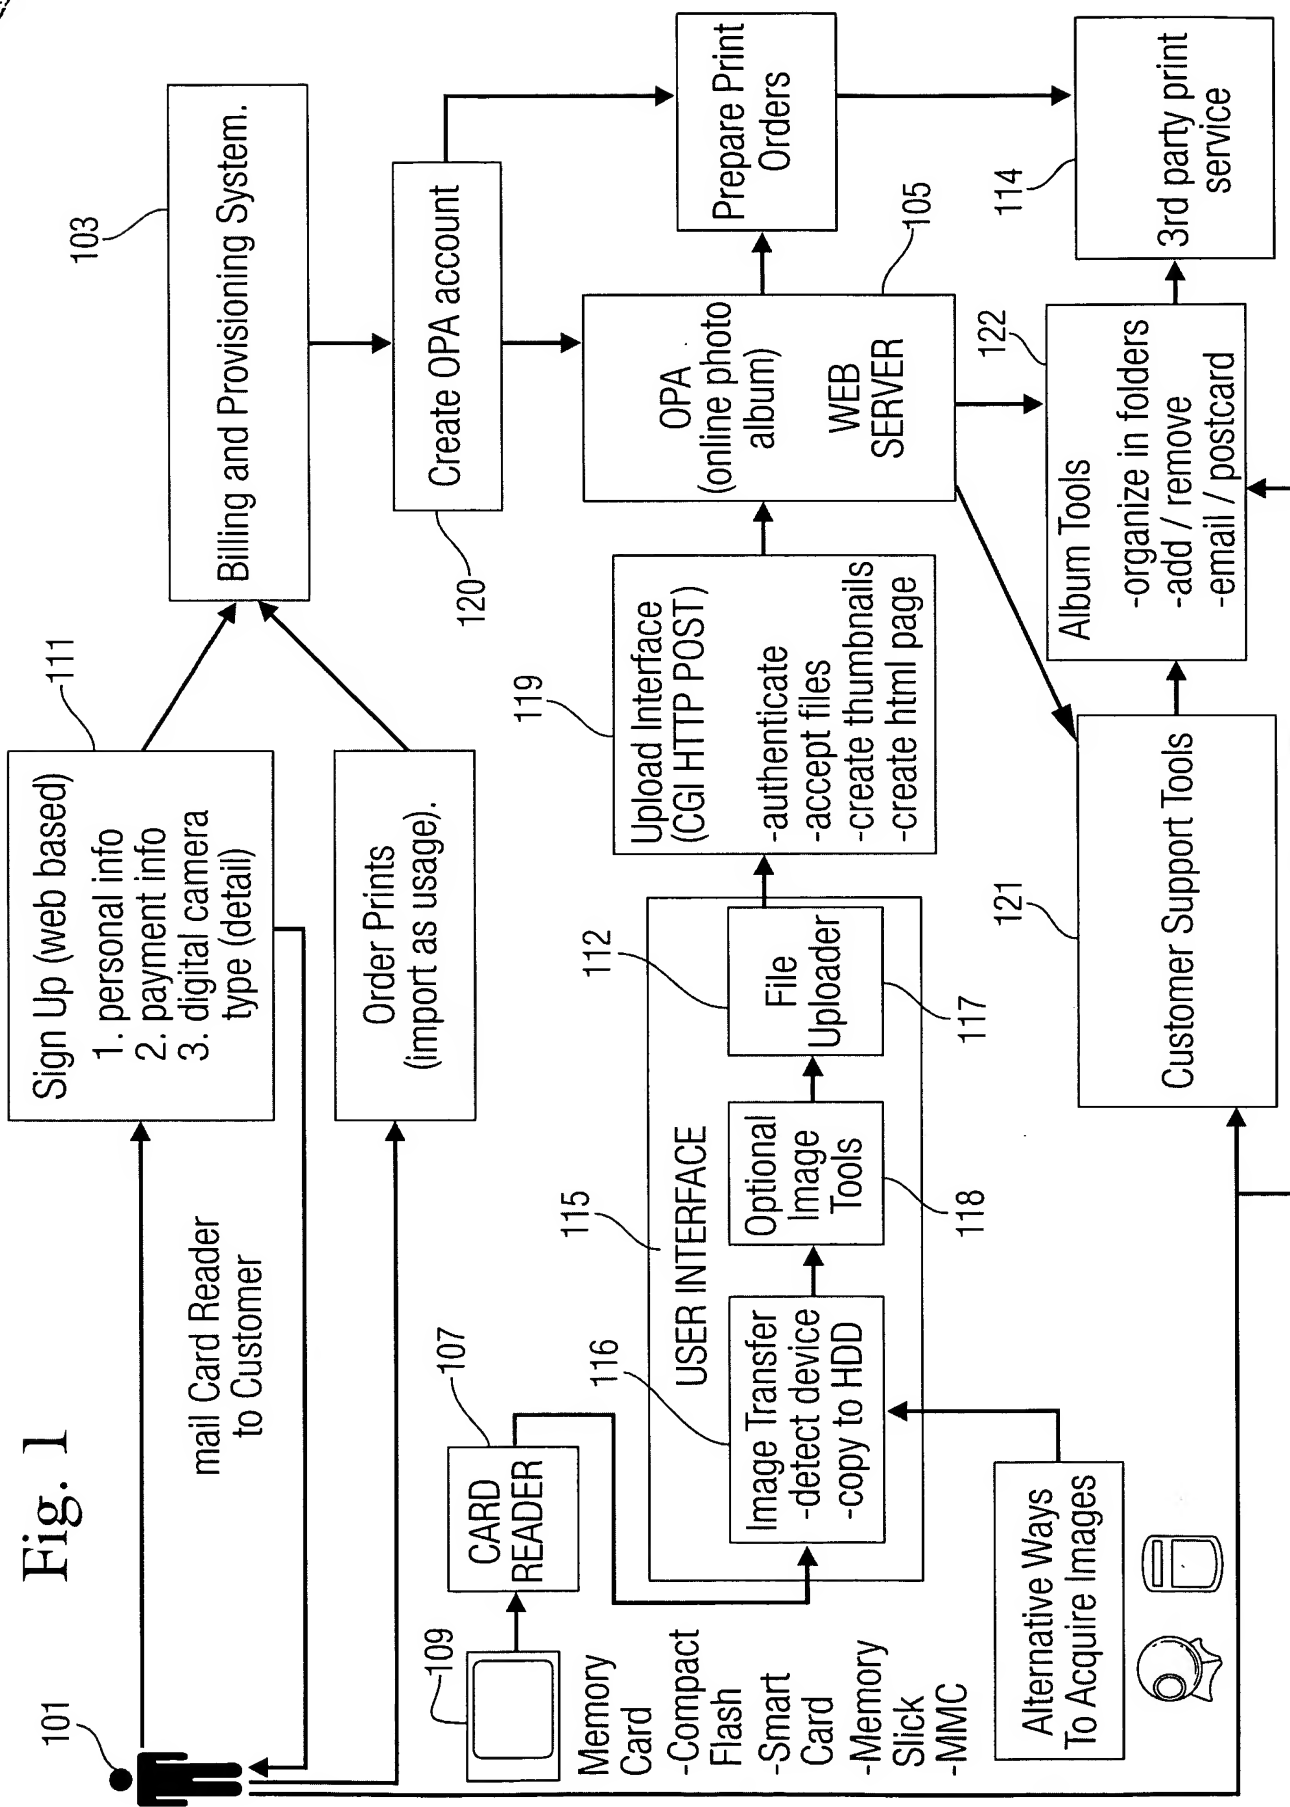 Fig. 1
101
Sign Up (web based)
1. personal info
2. payment info
3. digital camera
type (detail)
111
mail Card Reader
to Customer
Order Prints
(import as usage).
103
Billing and Provisioning System.
120
Create OPA account
109
Memory
Card
-Compact
Flash
-Smart
Card
-Memory
Slick
-MMC
107
CARD
READER
115
USER INTERFACE
116
Image Transfer
-detect device
-copy to HDD
Optional
Image
Tools
118
112
File
Uploader
117
119
Upload Interface
(CGI HTTP POST)
-authenticate
-accept files
-create thumbnails
-create html page
OPA
(online photo
album)
WEB
SERVER
105
Prepare Print
Orders
Alternative Ways
To Acquire Images
121
Customer Support Tools
122
Album Tools
-organize in folders
-add / remove
-email / postcard
114
3rd party print
service